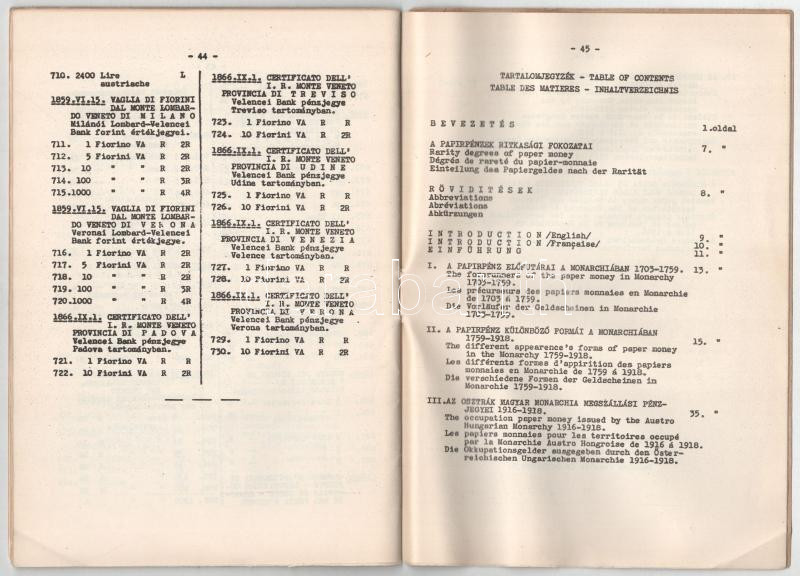 - 44 -
710. 2400 Lire L
austriache
1859.VI.15. VAGLIA DI FIORINI
DAL MONTE LOMBAR-
DO VENETO DI M I L A N O
Milánói Lombard-Velencei
Bank forint értékjegyei.
711. 1 Fiorino VA R 2R
712. 5 Fiorini VA R 2R
713. 10 " " R 2R
714. 100 " " R 3R
715.1000 " " R 4R
1859.VI.15. VAGLIA DI FIORINI
DAL MONTE LOMBAR-
DO VENETO DI V E R O N A
Veronai Lombard-Velencei
Bank forint értékjegye.
716. 1 Fiorino VA R 2R
717. 5 Fiorini VA R 2R
718. 10 " " R 2R
719. 100 " " R 3R
720.1000 " " R 4R
1866.IX.1. CERTIFICATO DELL'
I. R. MONTE VENETO
PROVINCIA DI P A D O V A
Velencei Bank pénzjegye
Padova tartományban.
721. 1 Fiorino VA R R
722. 10 Fiorini VA R 2R
1866.IX.1. CERTIFICATO DELL'
I. R. MONTE VENETO
PROVINCIA DI T R E V I S O
Velencei Bank pénzjegye
Treviso tartományban.
723. 1 Fiorino VA R R
724. 10 Fiorini VA R 2R
1866.IX.1. CERTIFICATO DELL'
I. R. MONTE VENETO
PROVINCIA DI U D I N E
Velencei Bank pénzjegye
Udina tartományban.
725. 1 Fiorino VA R R
726. 10 Fiorini VA R 2R
1866.IX.1. CERTIFICATO DELL'
I. R. MONTE VENETO
PROVINCIA DI V E N E Z I A
Velencei Bank pénzjegye
Velence tartományban.
727. 1 Fiorino VA R R
728. 10 Fiorini VA R 2R
1866.IX.1. CERTIFICATO DELL'
I. R. MONTE VENETO
PROVINCIA DI V E R O N A
Velencei Bank pénzjegye
Verona tartományban.
729. 1 Fiorino VA R R
730. 10 Fiorini VA R 2R
- 45 -
TARTALOMJEGYZÉK - TABLE OF CONTENTS
TABLE DES MATIERES - INHALTVERZEICHNIS
B E V E Z E T É S 1.oldal
A PAPIRPÉNZEK RITKASÁGI FOKOZATAI 7. "
Rarity degrees of paper money
Dégrés de rareté du papier-monnaie
Einteilung des Papiergeldes nach der Rarität
R Ö V I D I T É S E K 8. "
Abbreviations
Abréviations
Abkürzungen
I N T R O D U C T I O N /English/ 9. "
I N T R O D U C T I O N /Française/ 10. "
E I N F Ü H R U N G 11. "
I. A PAPIRPÉNZ ELŐFUTÁRAI A MONARCHIÁBAN 1703-1759. 13. "
The forerunners of the paper money in Monarchy
1703-1759.
Les précurseurs des papiers monnaies en Monarchie
de 1703 á 1759.
Die Vorläufer der Geldscheinen in Monarchie
1703-1759.
II. A PAPIRPÉNZ KÜLÖNBÖZŐ FORMÁI A MONARCHIÁBAN
1759-1918. 15. "
The different appearence's forms of paper money
in the Monarchy 1759-1918.
Les différents formes d'appirition des papiers
monnaies en Monarchie de 1759 á 1918.
Die verschiedene Formen der Geldscheinen in
Monarchie 1759-1918.
III.AZ OSZTRÁK MAGYAR MONARCHIA MEGSZÁLLÁSI PÉNZ-
JEGYEI 1916-1918. 35. "
The occupation paper money issued by the Austro
Hungarian Monarchy 1916-1918.
Les papiers monnaies pour les territoires occupé
par la Monarchie Austro Hongroise de 1916 á 1918.
Die Okkupationsgelder ausgegeben durch den Öster-
reichischen Ungarischen Monarchie 1916-1918.